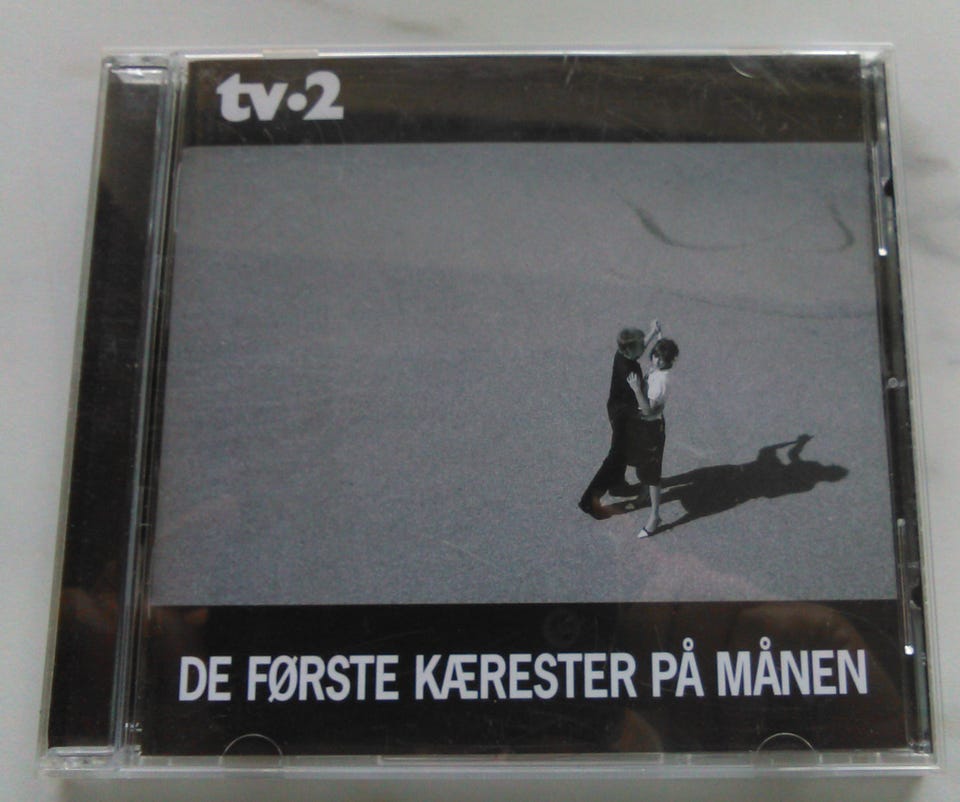 tv·2
DE FØRSTE KÆRESTER PÅ MÅNEN